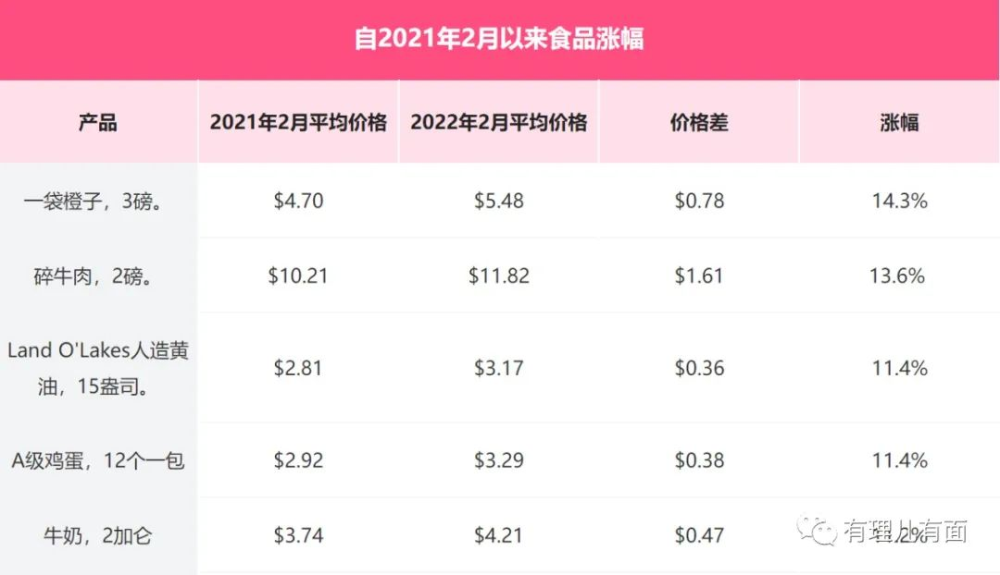 自2021年2月以来食品涨幅
产品 2021年2月平均价格 2022年2月平均价格 价格差 涨幅
一袋橙子，3磅。 $4.70 $5.48 $0.78 14.3%
碎牛肉，2磅。 $10.21 $11.82 $1.61 13.6%
Land O'Lakes人造黄
油，15盎司。 $2.81 $3.17 $0.36 11.4%
A级鸡蛋，12个一包 $2.92 $3.29 $0.38 11.4%
牛奶，2加仑 $3.74 $4.21 $0.47
有理儿有面